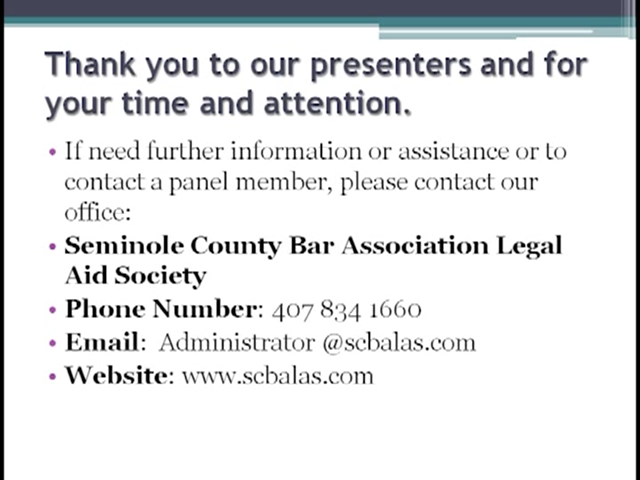 Thank you to our presenters and for
your time and attention.
• If need further information or assistance or to
contact a panel member, please contact our
office:
• Seminole County Bar Association Legal
Aid Society
• Phone Number: 407 834 1660
• Email:  Administrator @scbalas.com
• Website: www.scbalas.com